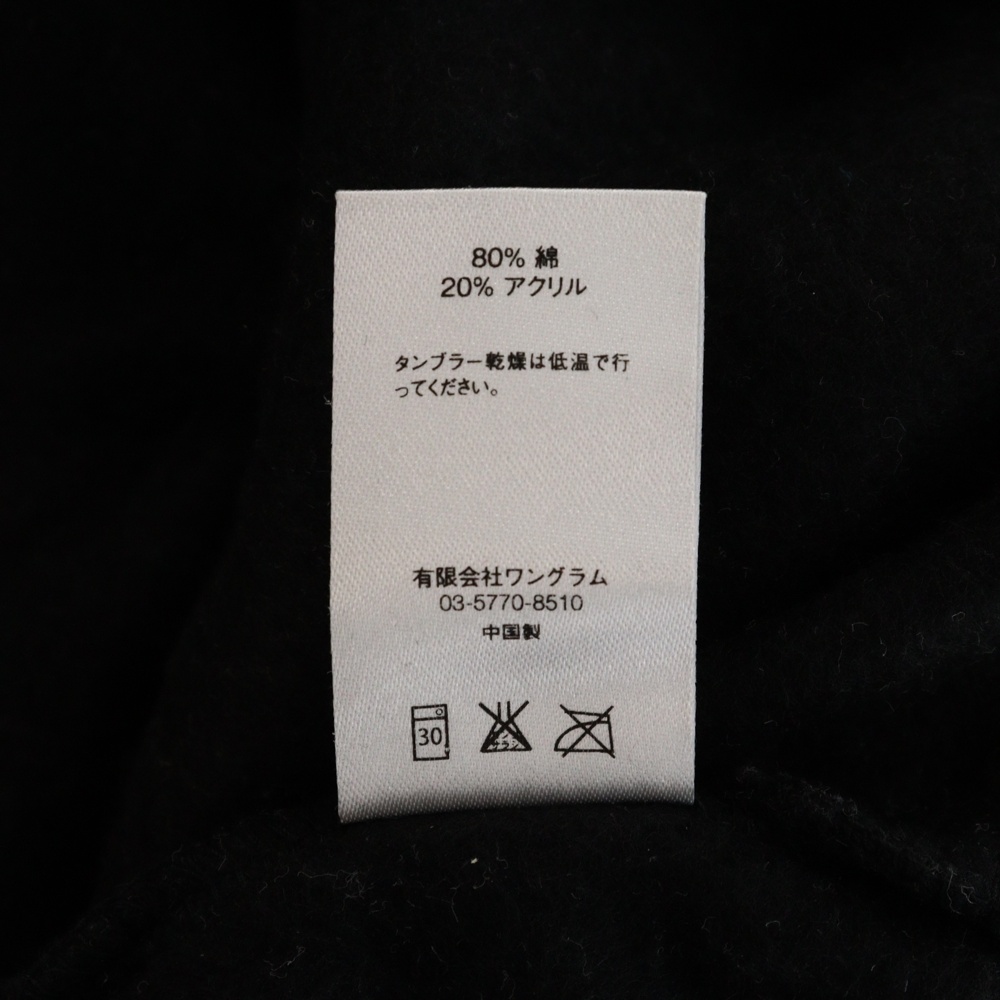 80% 綿
20% アクリル
タンブラー乾燥は低温で行
ってください。
有限会社ワングラム
03-5770-8510
中国製
30